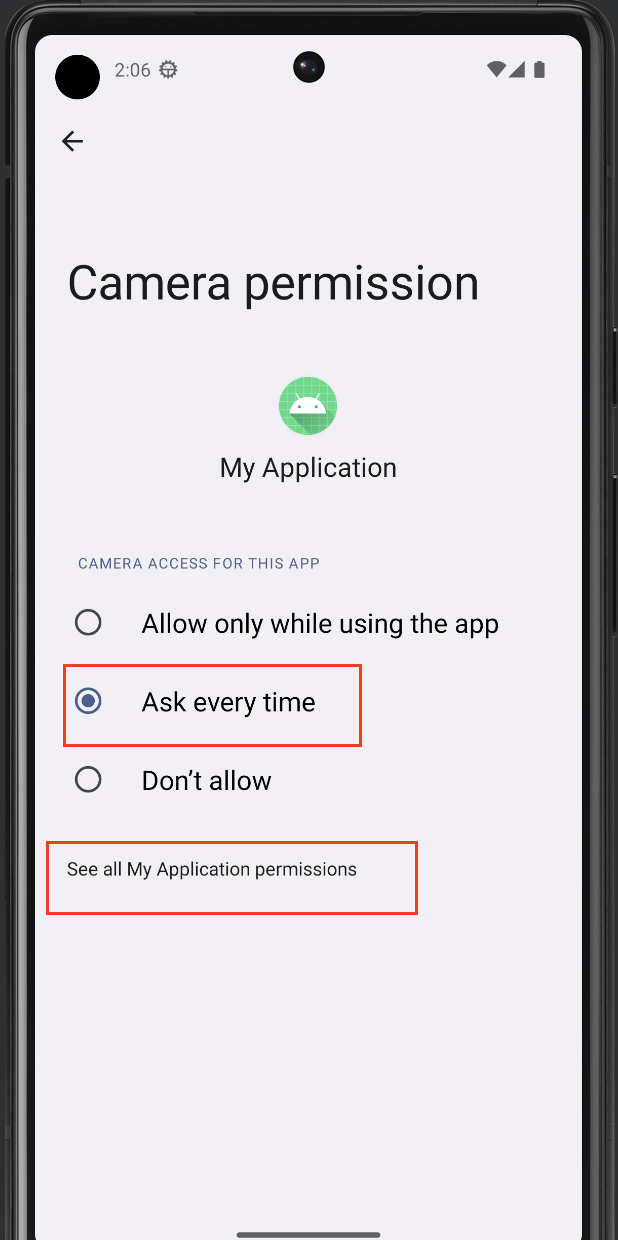 2:06
Camera permission
My Application
CAMERA ACCESS FOR THIS APP
Allow only while using the app
Ask every time
Don’t allow
See all My Application permissions